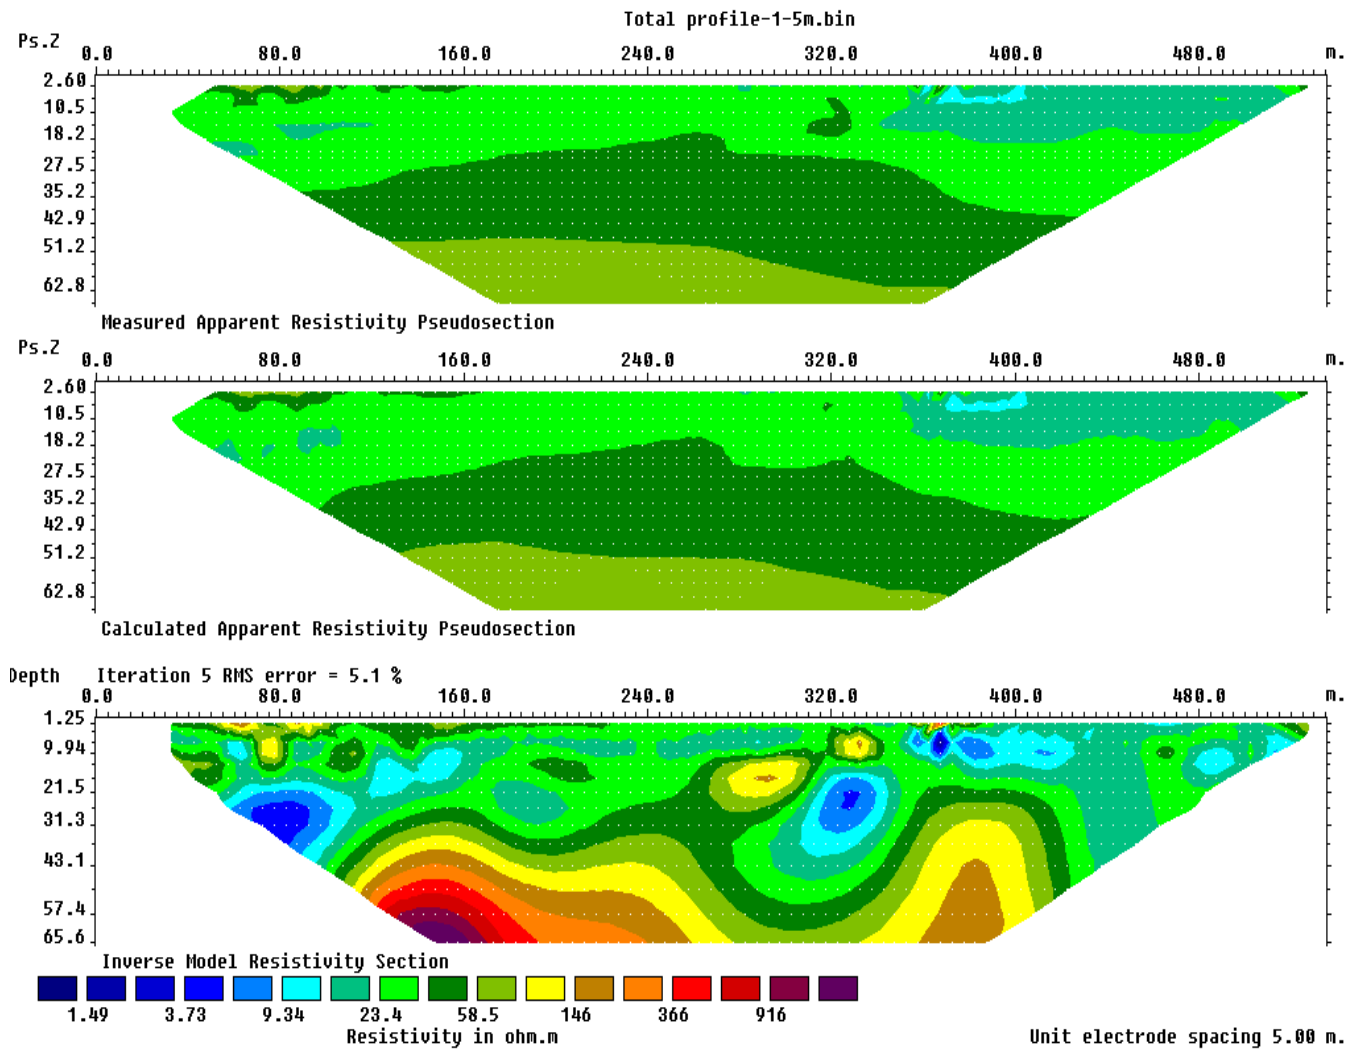 Total profile-1-5m.bin
Ps.Z 0.0 80.0 160.0 240.0 320.0 400.0 480.0 m.
2.60
10.5
18.2
27.5
35.2
42.9
51.2
62.8
Measured Apparent Resistivity Pseudosection
Ps.Z 0.0 80.0 160.0 240.0 320.0 400.0 480.0 m.
2.60
10.5
18.2
27.5
35.2
42.9
51.2
62.8
Calculated Apparent Resistivity Pseudosection
Depth Iteration 5 RMS error = 5.1 %
0.0 80.0 160.0 240.0 320.0 400.0 480.0 m.
1.25
9.94
21.5
31.3
43.1
57.4
65.6
Inverse Model Resistivity Section
1.49 3.73 9.34 23.4 58.5 146 366 916
Resistivity in ohm.m Unit electrode spacing 5.00 m.